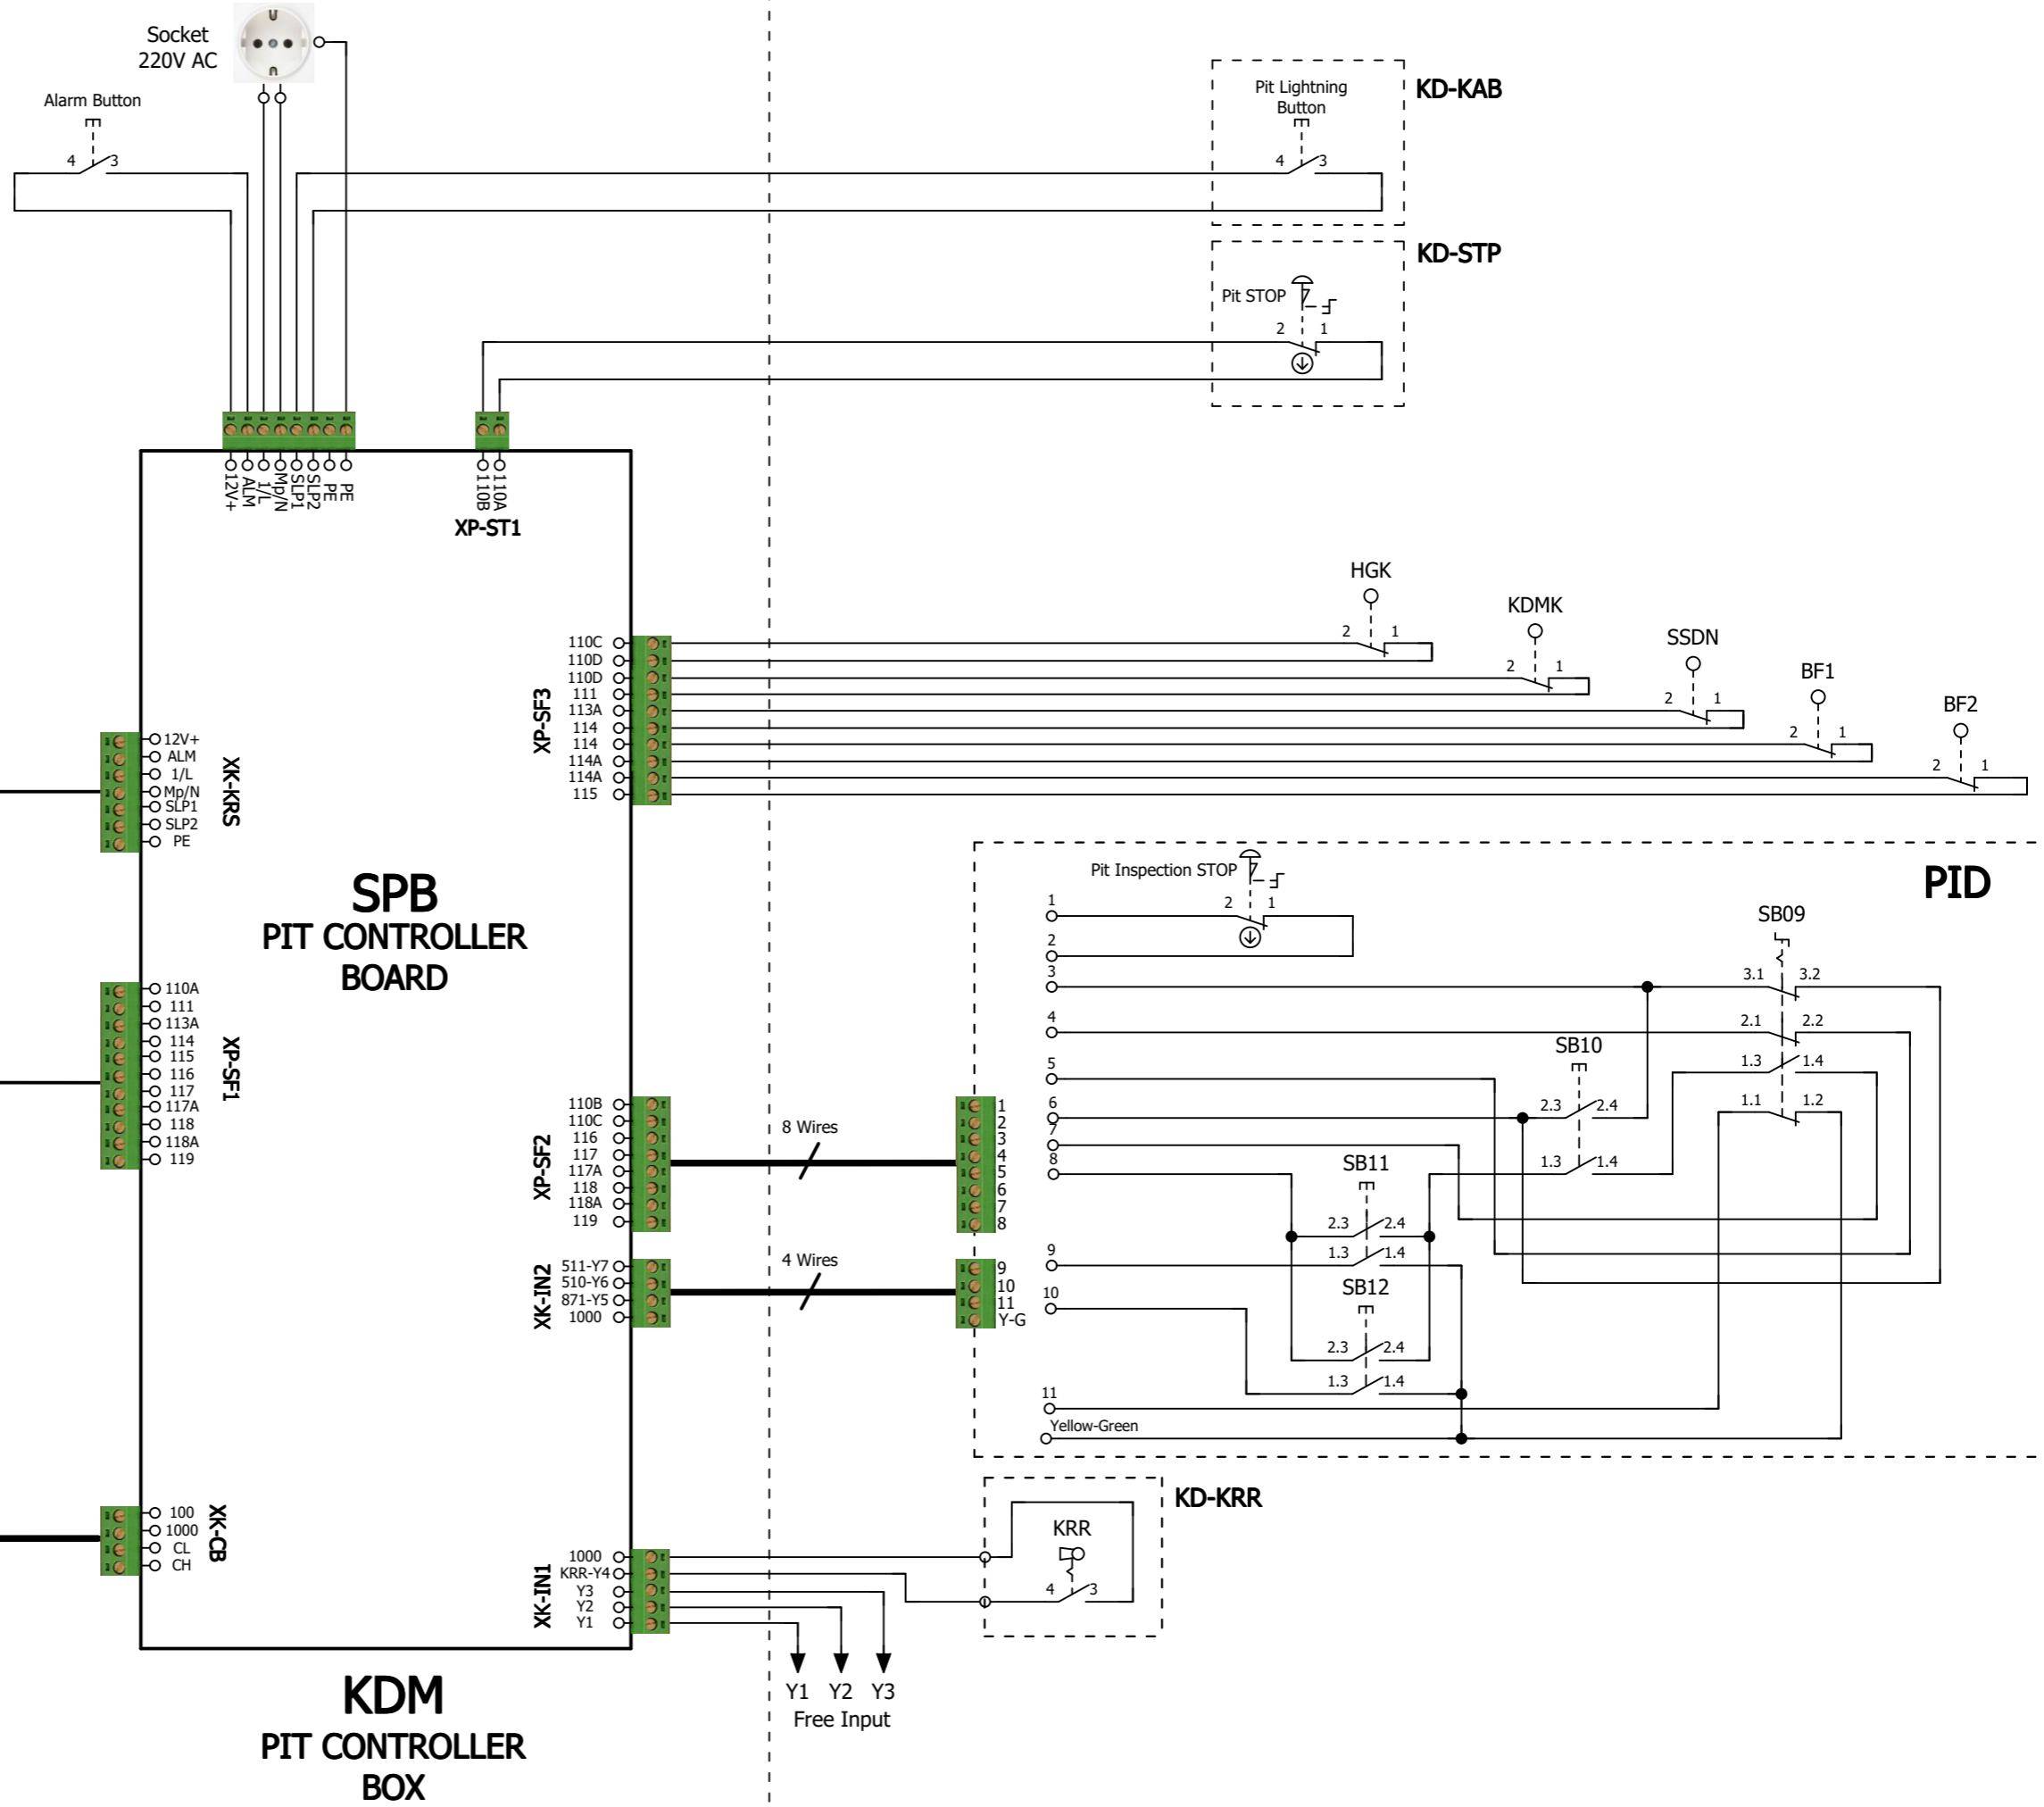 Socket
220V AC
Alarm Button
4
3
Pit Lightning
Button
4
3
KD-KAB
KD-STP
Pit STOP
2
1
12V+
ALM
1/L
Mp/N
SLP1
SLP2
PE
PE
110B
110A
XP-ST1
HGK
2
1
KDMK
2
1
SSDN
2
1
BF1
2
1
BF2
2
1
XP-SF3
110C
110D
110D
111
113A
114
114
114A
114A
115
12V+
ALM
1/L
Mp/N
SLP1
SLP2
PE
XK-KRS
SPB
PIT CONTROLLER
BOARD
110A
111
113A
114
115
116
117
117A
118
118A
119
XP-SF1
XP-SF2
110B
110C
116
117
117A
118
118A
119
8 Wires
1
2
3
4
5
6
7
8
XK-IN2
511-Y7
510-Y6
871-Y5
1000
4 Wires
9
10
11
Y-G
PID
Pit Inspection STOP
2
1
1
2
3
4
5
6
7
8
9
10
11
Yellow-Green
SB09
3.1
3.2
2.1
2.2
1.3
1.4
1.1
1.2
SB10
2.3
2.4
1.3
1.4
SB11
2.3
2.4
1.3
1.4
SB12
2.3
2.4
1.3
1.4
100
1000
CL
CH
XK-CB
XK-IN1
1000
KRR-Y4
Y3
Y2
Y1
KD-KRR
KRR
4
3
Y1
Y2
Y3
Free Input
KDM
PIT CONTROLLER
BOX